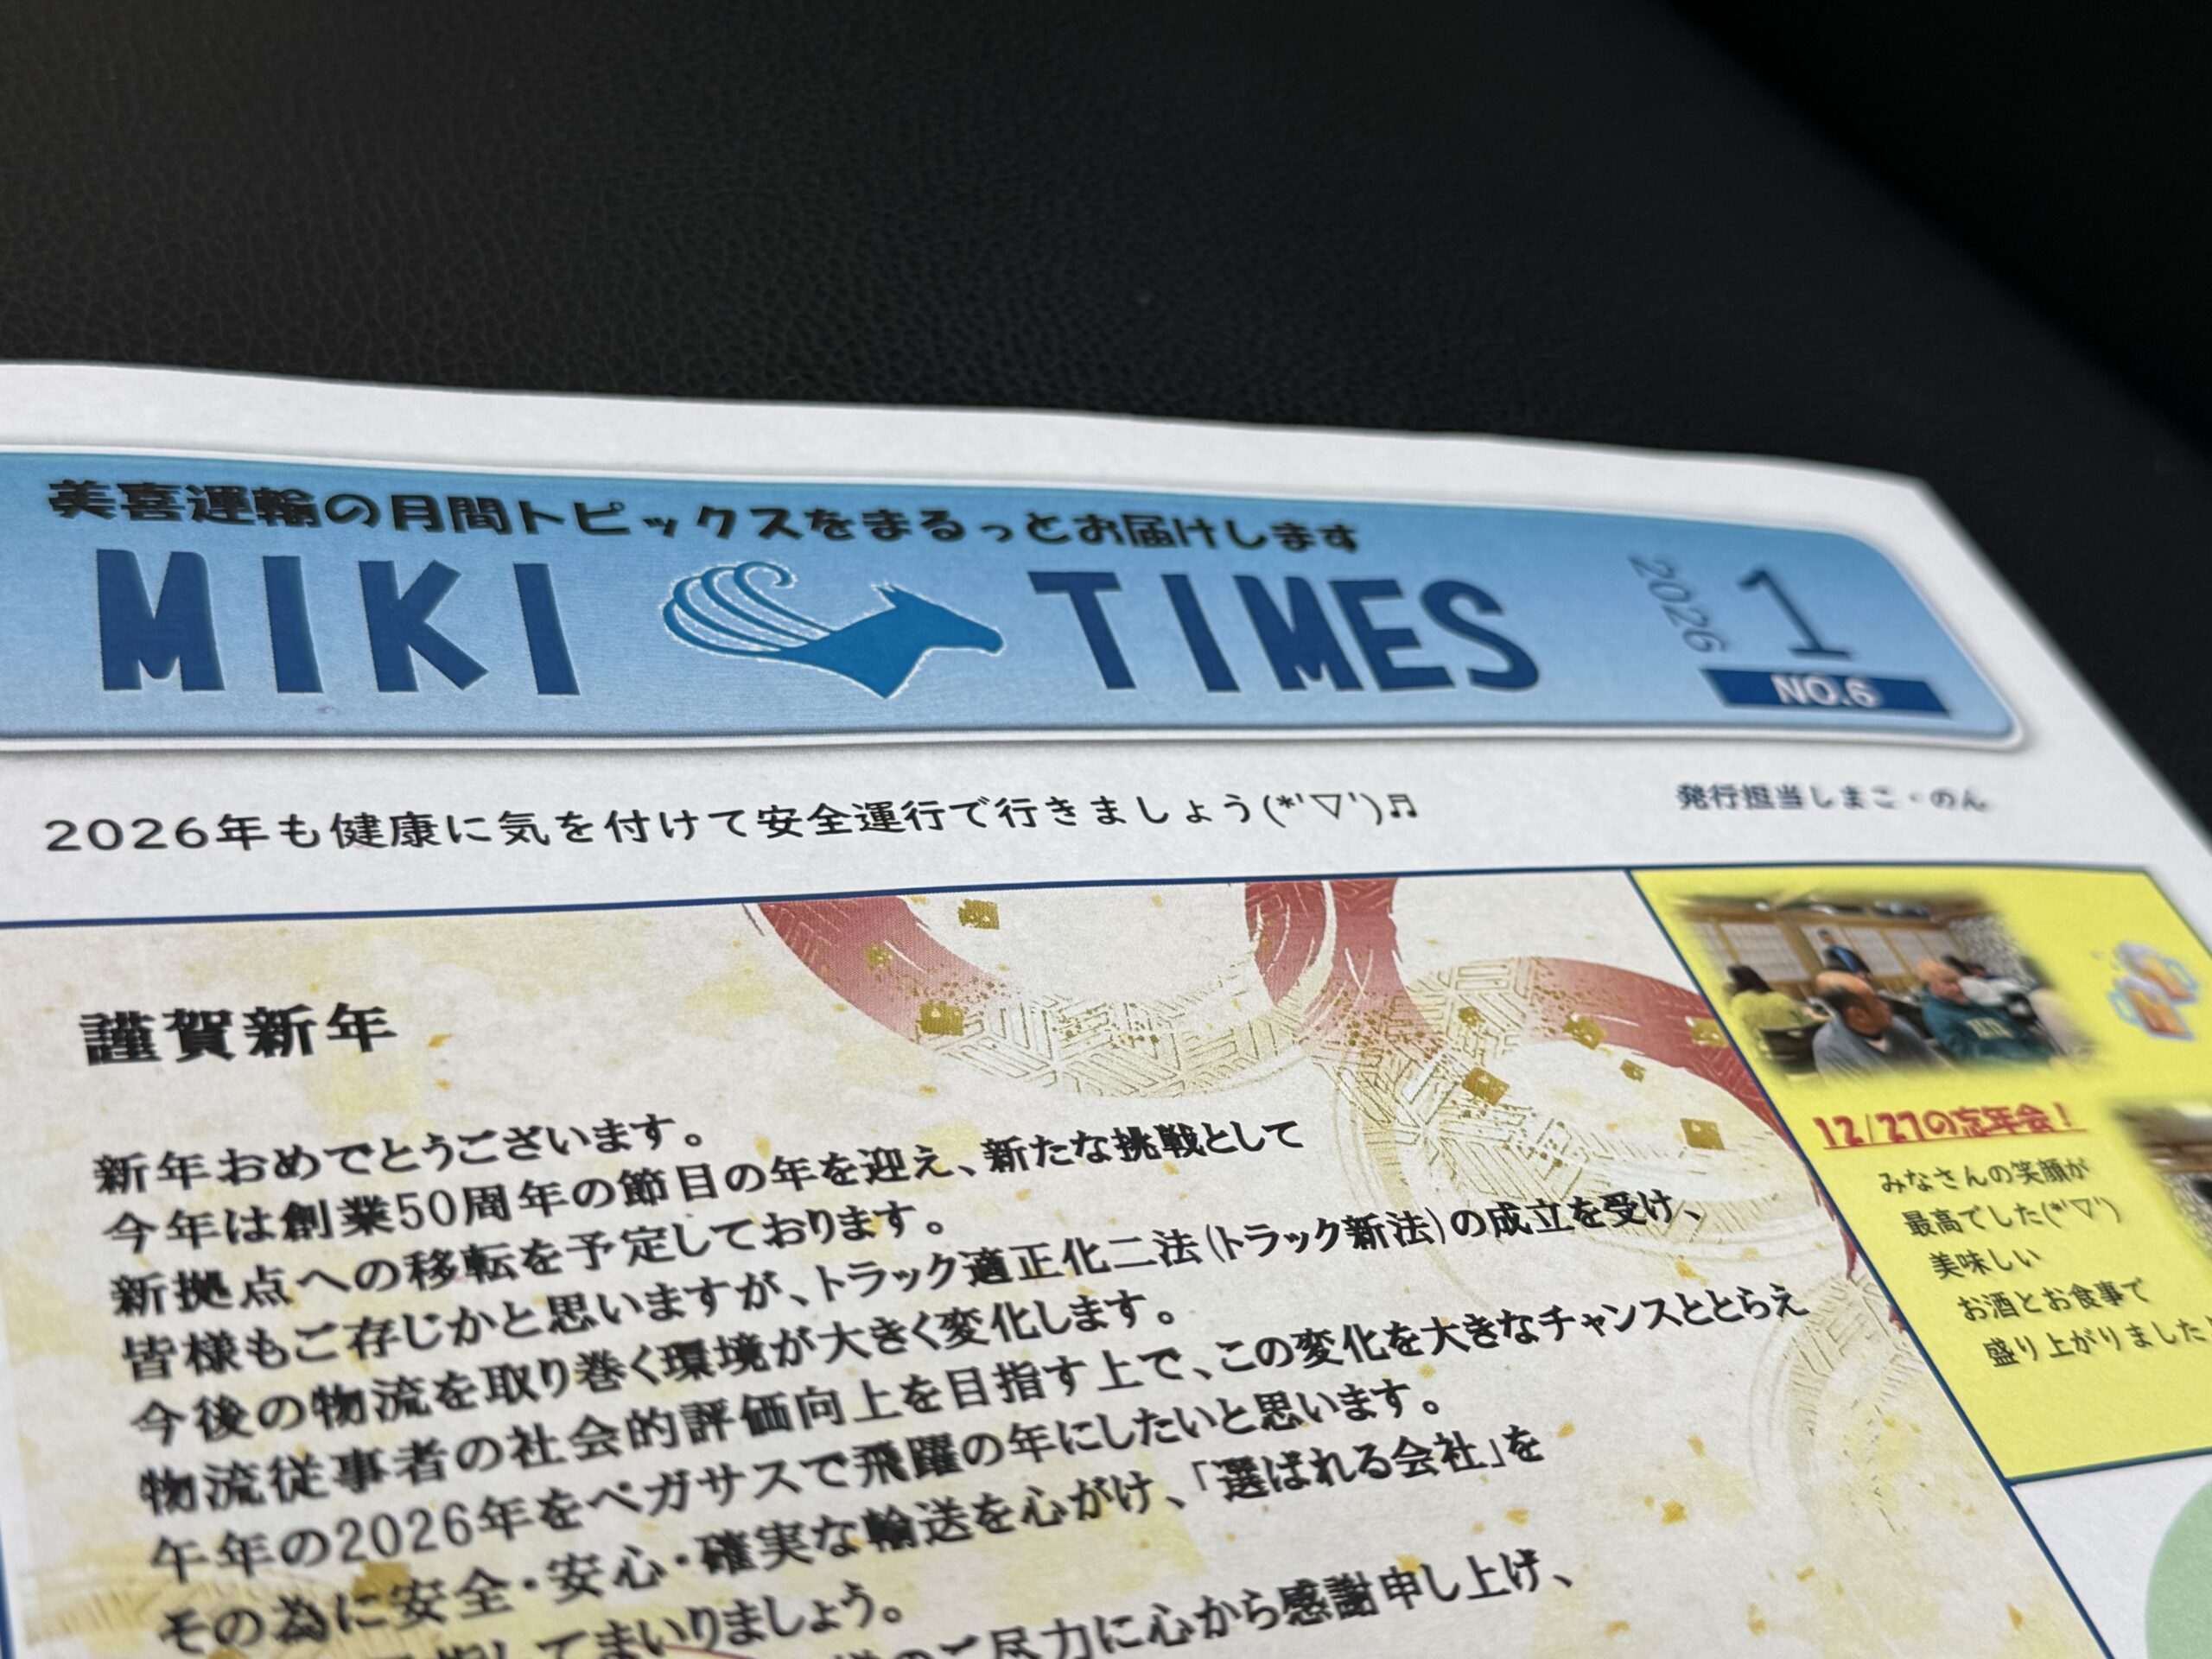 美喜運輸の月間トピックスをまるっとお届けします
MIKI TIMES
2026
1
NO.6
2026年も健康に気を付けて安全運行で行きましょう(*'▽')♬
発行担当しまこ・のん
謹賀新年
新年おめでとうございます。
今年は創業50周年の節目の年を迎え、新たな挑戦として
新拠点への移転を予定しております。
皆様もご存じかと思いますが、トラック適正化二法(トラック新法)の成立を受け、
今後の物流を取り巻く環境が大きく変化します。
物流従事者の社会的評価向上を目指す上で、この変化を大きなチャンスととらえ
午年の2026年をペガサスで飛躍の年にしたいと思います。
その為に安全・安心・確実な輸送を心がけ、「選ばれる会社」を
してまいりましょう。
のご尽力に心から感謝申し上げ、
12/27の忘年会!
みなさんの笑顔が
最高でした(*'▽')
美味しい
お酒とお食事で
盛り上がりました